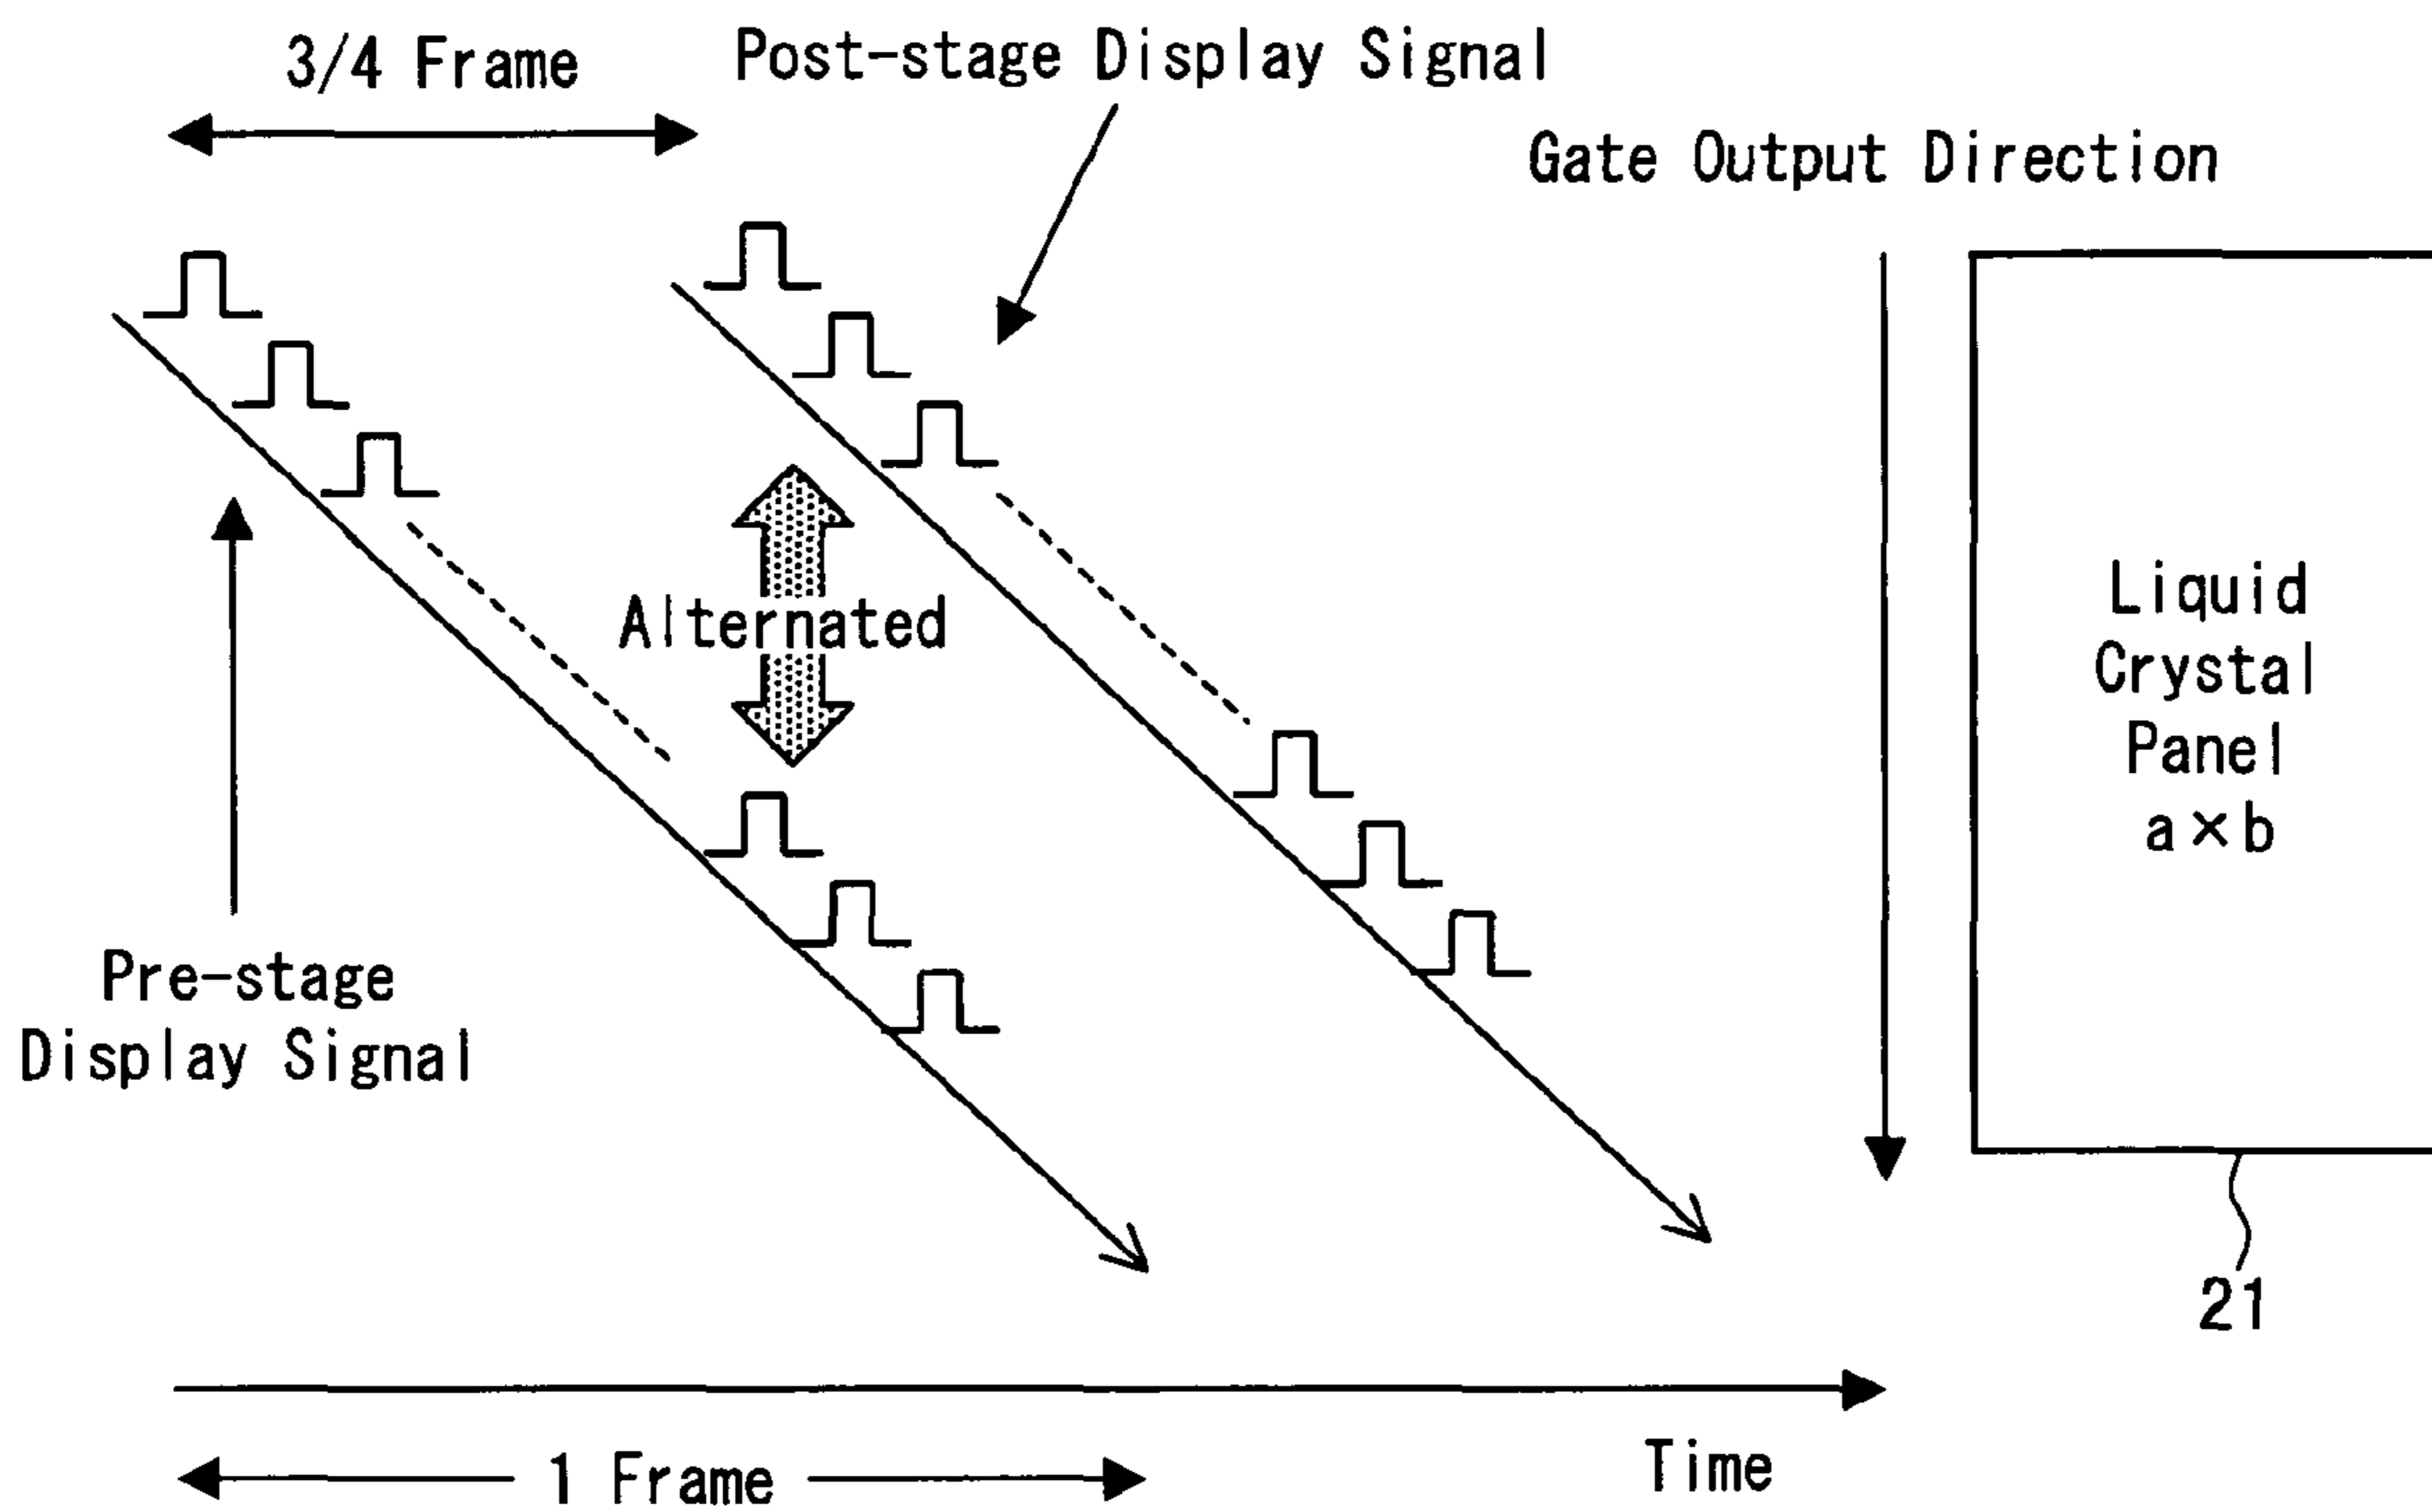 3/4 Frame
Post-stage Display Signal
Gate Output Direction
Alternated
Liquid
Crystal
Panel
a×b
Pre-stage
Display Signal
21
Time
1 Frame